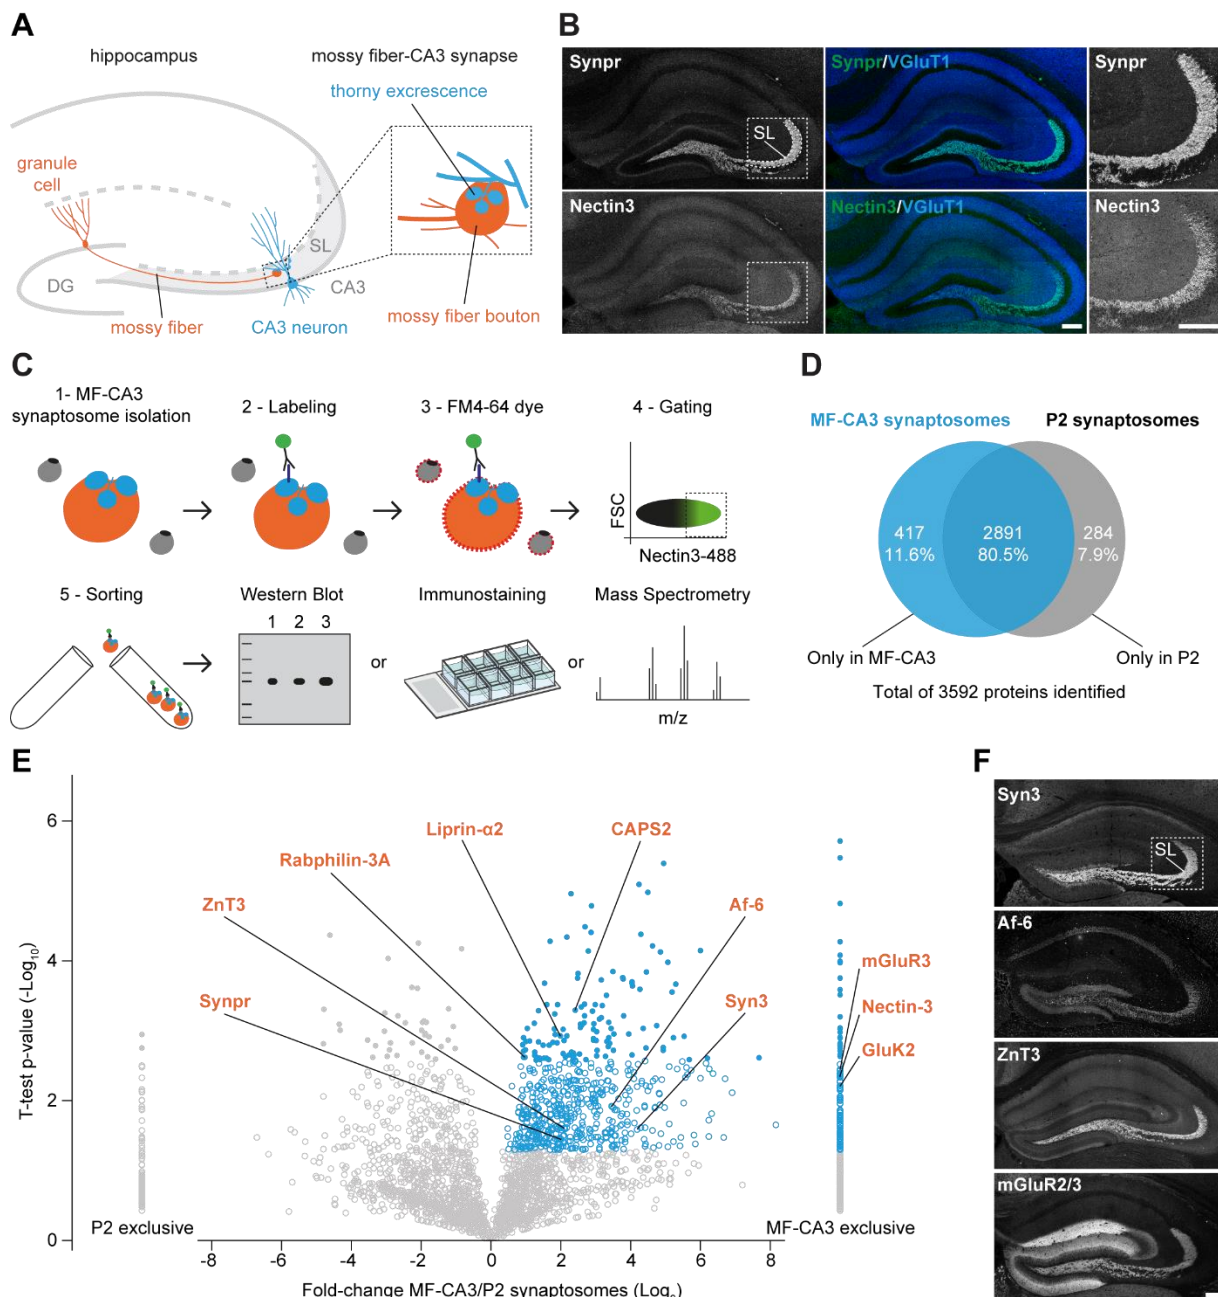 A
hippocampus
mossy fiber-CA3 synapse
thorny excrescence
granule
cell
SL
DG
CA3
mossy fiber
CA3 neuron
mossy fiber bouton
B
Synpr
Synpr/VGluT1
Synpr
SL
Nectin3
Nectin3/VGluT1
Nectin3
C
1- MF-CA3
synaptosome isolation
2 - Labeling
3 - FM4-64 dye
4 - Gating
FSC
Nectin3-488
5 - Sorting
Western Blot
1 2 3
or
Immunostaining
or
Mass Spectrometry
m/z
D
MF-CA3 synaptosomes
P2 synaptosomes
417
11.6%
2891
80.5%
284
7.9%
Only in MF-CA3
Only in P2
Total of 3592 proteins identified
E
T-test p-value (-Log10)
6
4
2
0
Liprin-α2
CAPS2
Rabphilin-3A
ZnT3
Af-6
Synpr
Syn3
mGluR3
Nectin-3
GluK2
P2 exclusive
MF-CA3 exclusive
-8 -6 -4 -2 0 2 4 6 8
Fold-change MF-CA3/P2 synaptosomes (Log2)
F
Syn3
SL
Af-6
ZnT3
mGluR2/3